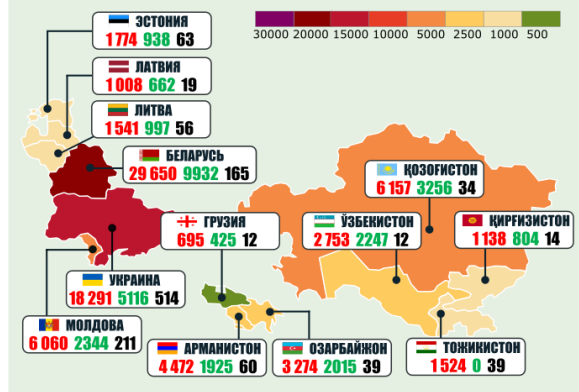 ЭСТОНИЯ
1 774 938 63
ЛАТВИЯ
1 008 662 19
ЛИТВА
1 541 997 56
БЕЛАРУСЬ
29 650 9932 165
30000 20000 15000 10000 5000 2500 1000 500
ҚОЗОҒИСТОН
6 157 3256 34
ГРУЗИЯ
695 425 12
ЎЗБЕКИСТОН
2 753 2247 12
ҚИРҒИЗИСТОН
1 138 804 14
УКРАИНА
18 291 5116 514
МОЛДОВА
6 060 2344 211
АРМАНИСТОН
4 472 1925 60
ОЗАРБАЙЖОН
3 274 2015 39
ТОЖИКИСТОН
1 524 0 39